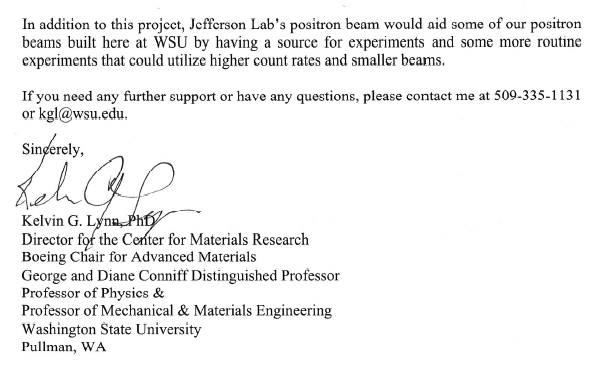 In addition to this project, Jefferson Lab's positron beam would aid some of our positron
beams built here at WSU by having a source for experiments and some more routine
experiments that could utilize higher count rates and smaller beams.
If you need any further support or have any questions, please contact me at 509-335-1131
or kgl@wsu.edu.
Sincerely,
Kelvin G. Lynn, PhD
Director for the Center for Materials Research
Boeing Chair for Advanced Materials
George and Diane Conniff Distinguished Professor
Professor of Physics &
Professor of Mechanical & Materials Engineering
Washington State University
Pullman, WA